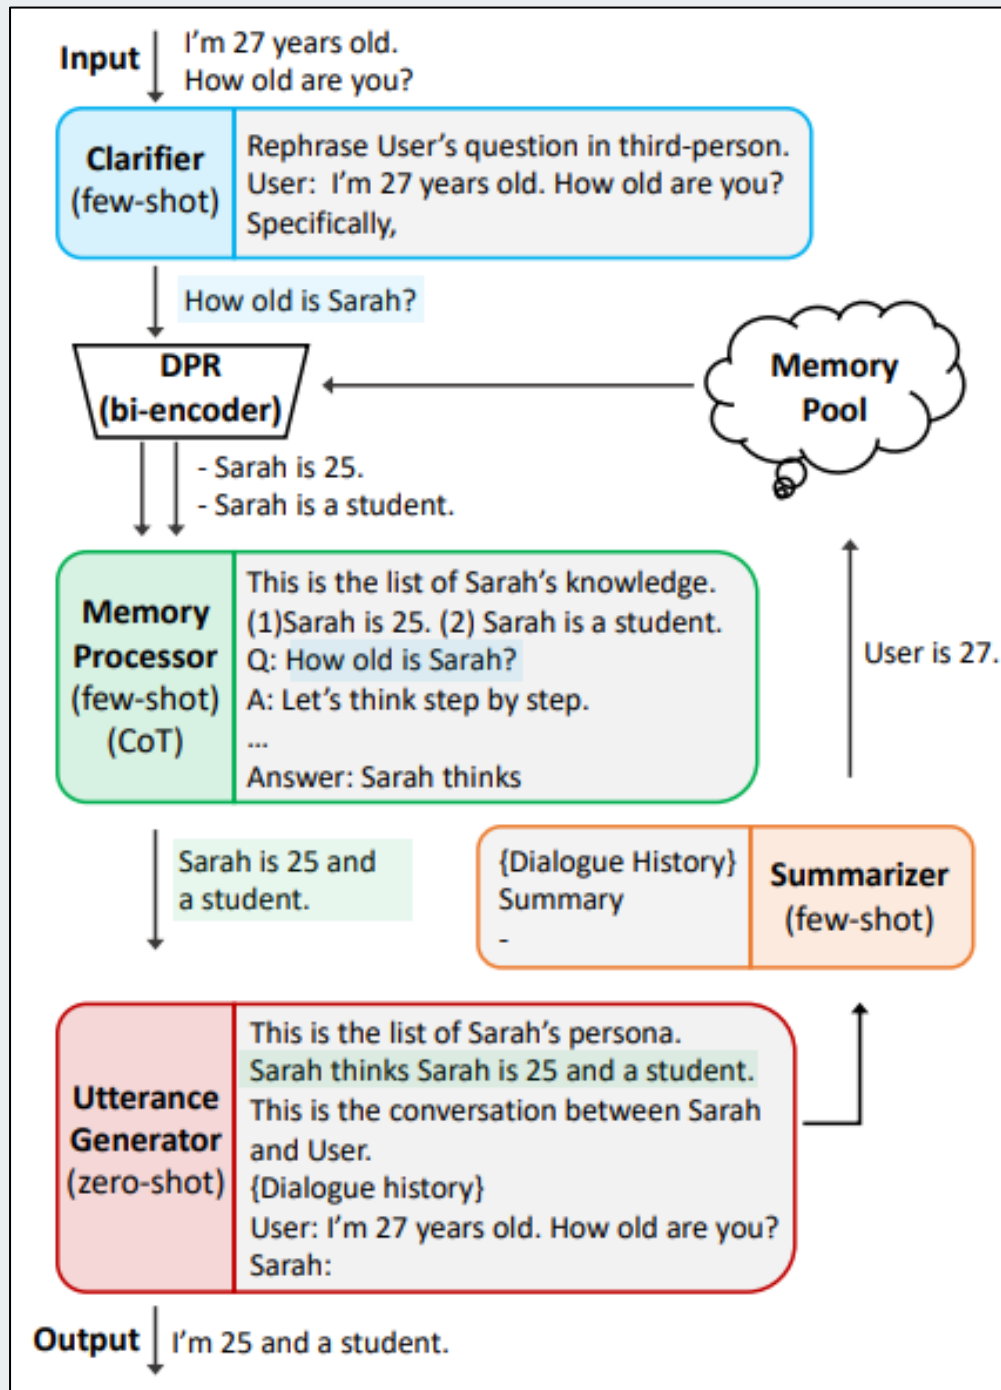 Input
I'm 27 years old.
How old are you?
Clarifier
(few-shot)
Rephrase User's question in third-person.
User:  I'm 27 years old. How old are you?
Specifically,
How old is Sarah?
DPR
(bi-encoder)
Memory
Pool
- Sarah is 25.
- Sarah is a student.
Memory
Processor
(few-shot)
(CoT)
This is the list of Sarah's knowledge.
(1)Sarah is 25. (2) Sarah is a student.
Q: How old is Sarah?
A: Let's think step by step.
...
Answer: Sarah thinks
User is 27.
Sarah is 25 and
a student.
{Dialogue History}
Summary
-
Summarizer
(few-shot)
Utterance
Generator
(zero-shot)
This is the list of Sarah's persona.
Sarah thinks Sarah is 25 and a student.
This is the conversation between Sarah
and User.
{Dialogue history}
User: I'm 27 years old. How old are you?
Sarah:
Output
I'm 25 and a student.